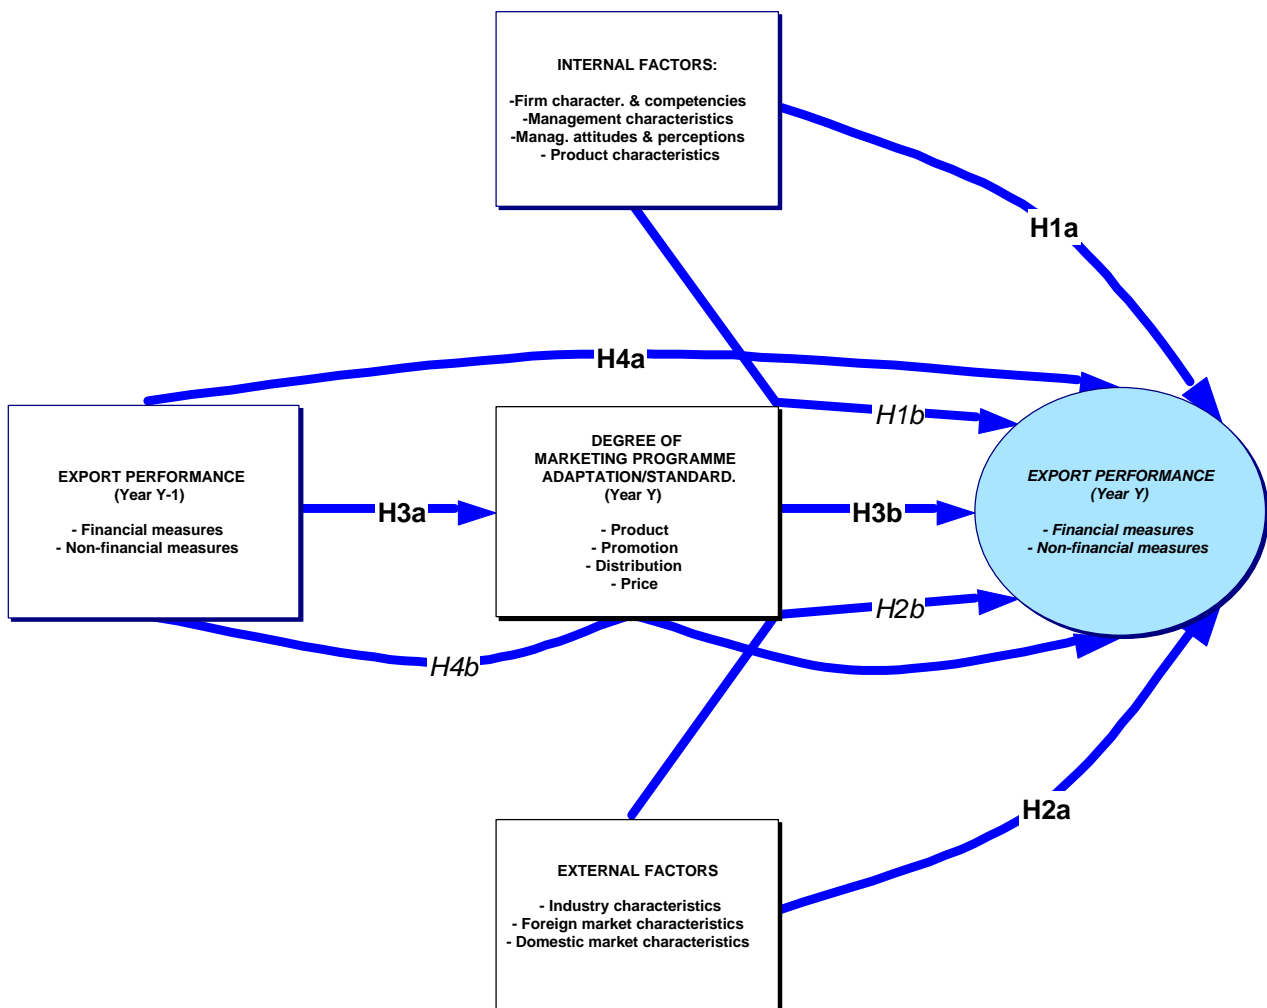 INTERNAL FACTORS:
-Firm character. & competencies
-Management characteristics
-Manag. attitudes & perceptions
- Product characteristics
H1a
H4a
H1b
EXPORT PERFORMANCE
(Year Y-1)
- Financial measures
- Non-financial measures
H3a
DEGREE OF
MARKETING PROGRAMME
ADAPTATION/STANDARD.
(Year Y)
- Product
- Promotion
- Distribution
- Price
H3b
EXPORT PERFORMANCE
(Year Y)
- Financial measures
- Non-financial measures
H2b
H4b
H2a
EXTERNAL FACTORS
- Industry characteristics
- Foreign market characteristics
- Domestic market characteristics